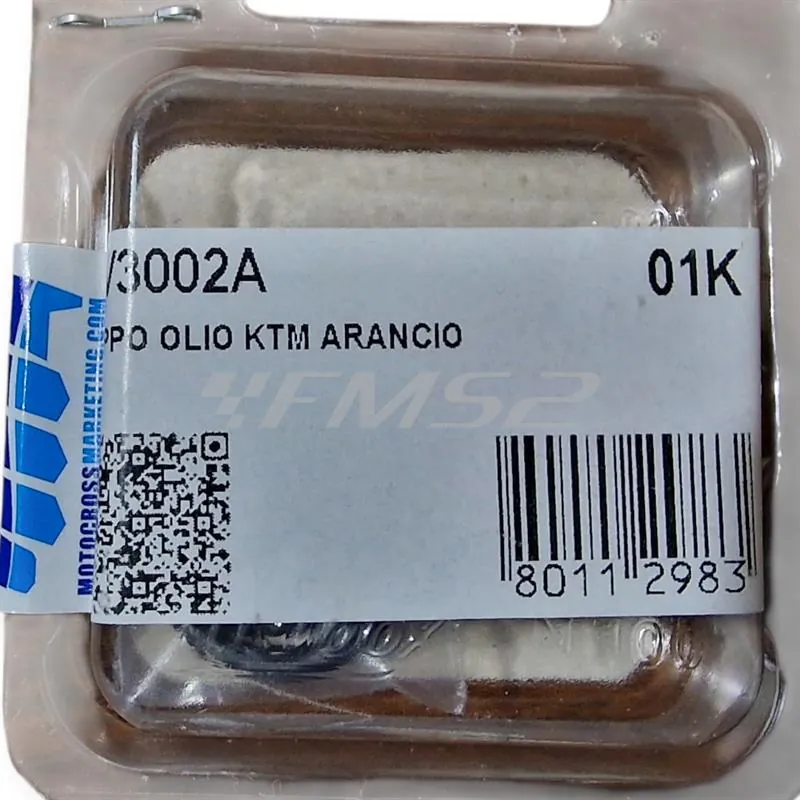 /3002A 01K
PPO OLIO KTM ARANCIO
FMS2
MOTOCROSSMARKETING.COM
8011 2983